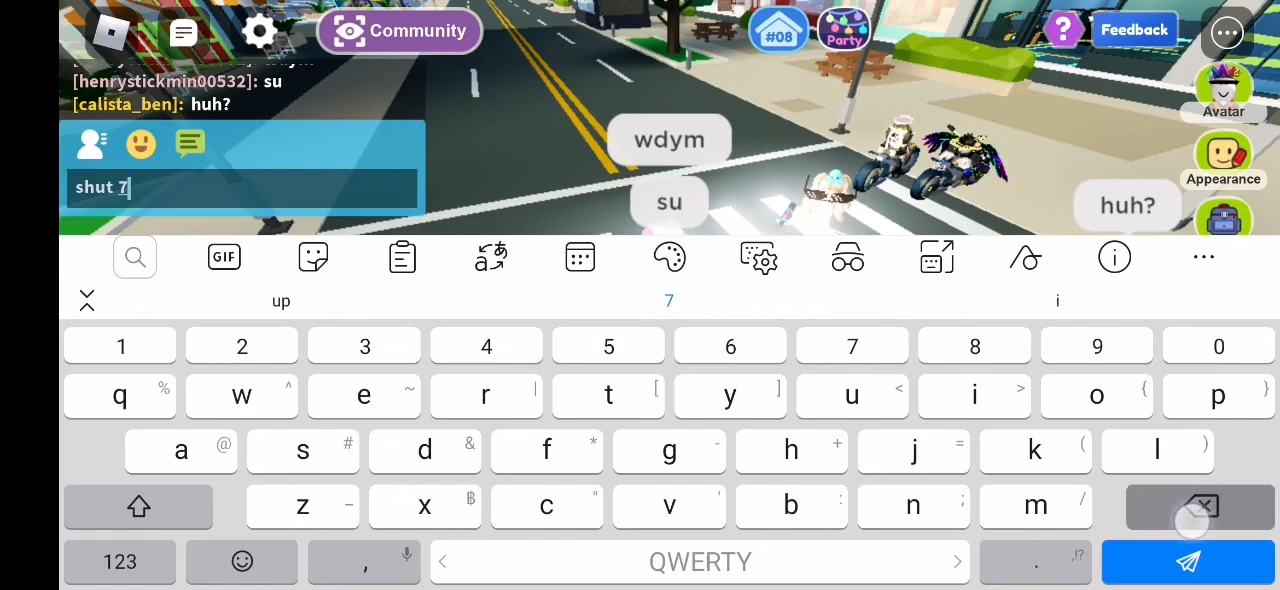 Community
#08
Party
?
Feedback
[henrystickmin00532]: su
[calista_ben]: huh?
Avatar
wdym
shut 7
Appearance
su
huh?
GIF
up
7
i
1 2 3 4 5 6 7 8 9 0
q % w ^ e ~ r | t [ y ] u < i > o { p }
a @ s # d & f * g - h + j = k ( l )
z _ x ฿ c " v ' b : n ; m /
123 , < QWERTY > . ,!?